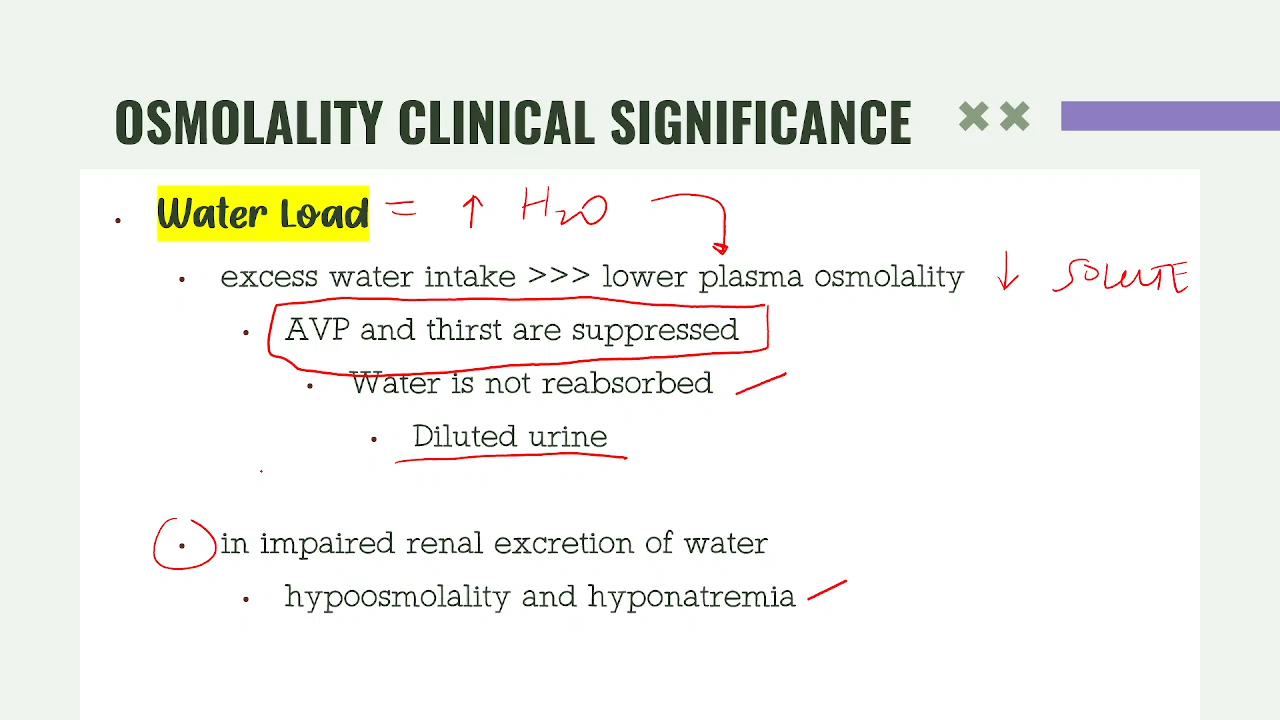 OSMOLALITY CLINICAL SIGNIFICANCE
• Water Load = ↑ H2O
• excess water intake >>> lower plasma osmolality ↓ SOLUTE
• AVP and thirst are suppressed
• Water is not reabsorbed
• Diluted urine
• in impaired renal excretion of water
• hypoosmolality and hyponatremia